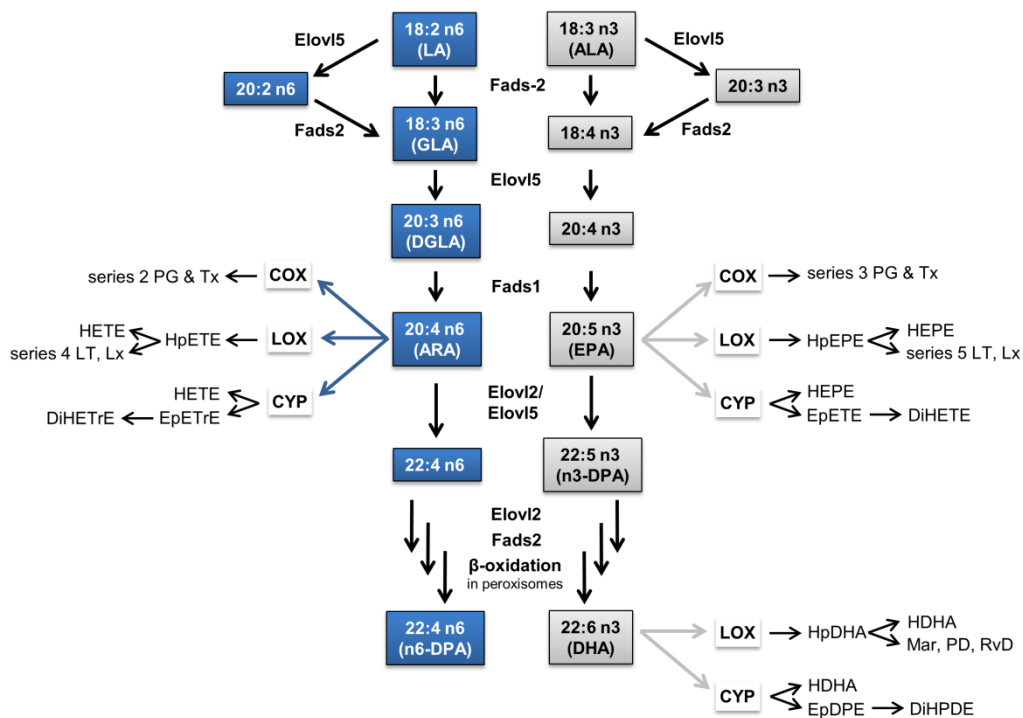 18:2 n6
(LA)
18:3 n3
(ALA)
Elovl5
Elovl5
20:2 n6
Fads-2
20:3 n3
Fads2
18:3 n6
(GLA)
18:4 n3
Fads2
Elovl5
20:3 n6
(DGLA)
20:4 n3
series 2 PG & Tx
COX
Fads1
COX
series 3 PG & Tx
HETE
series 4 LT, Lx
HpETE
LOX
20:4 n6
(ARA)
20:5 n3
(EPA)
LOX
HpEPE
HEPE
series 5 LT, Lx
HETE
DiHETrE
EpETrE
CYP
Elovl2/
Elovl5
CYP
HEPE
EpETE
DiHETE
22:4 n6
22:5 n3
(n3-DPA)
Elovl2
Fads2
β-oxidation
in peroxisomes
22:4 n6
(n6-DPA)
22:6 n3
(DHA)
LOX
HpDHA
HDHA
Mar, PD, RvD
CYP
HDHA
EpDPE
DiHPDE